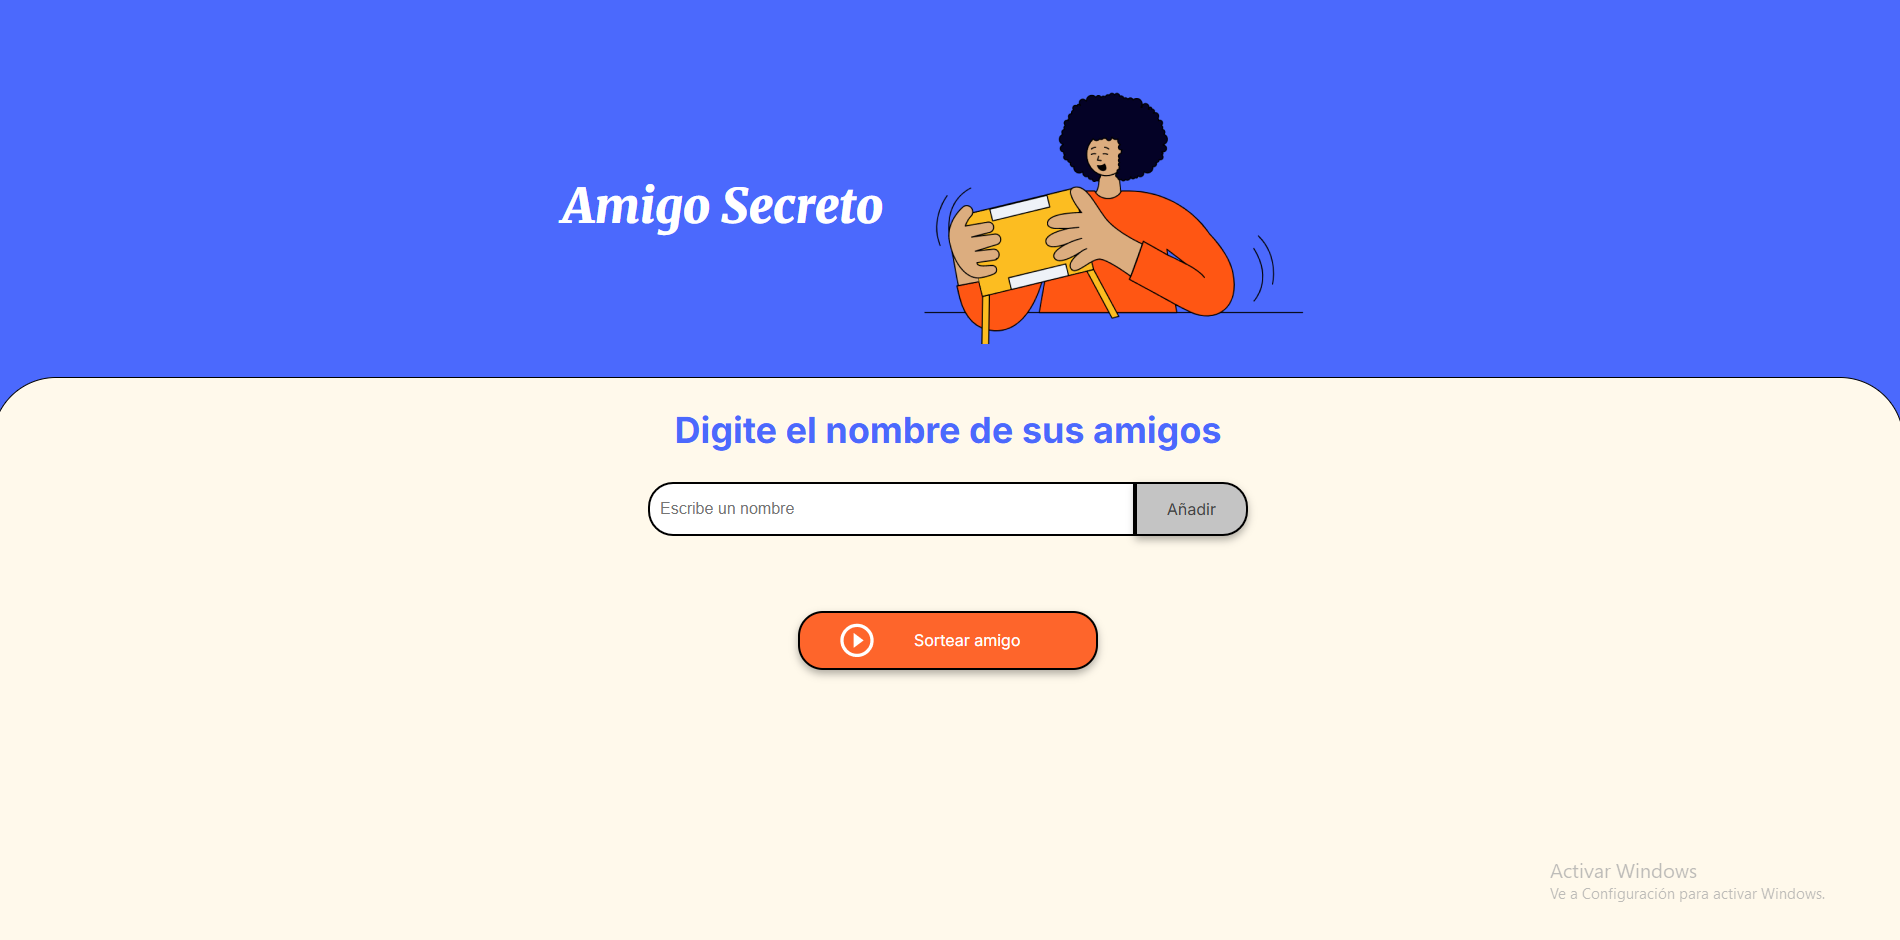 Amigo Secreto
Digite el nombre de sus amigos
Escribe un nombre
Añadir
Sortear amigo
Activar Windows
Ve a Configuración para activar Windows.